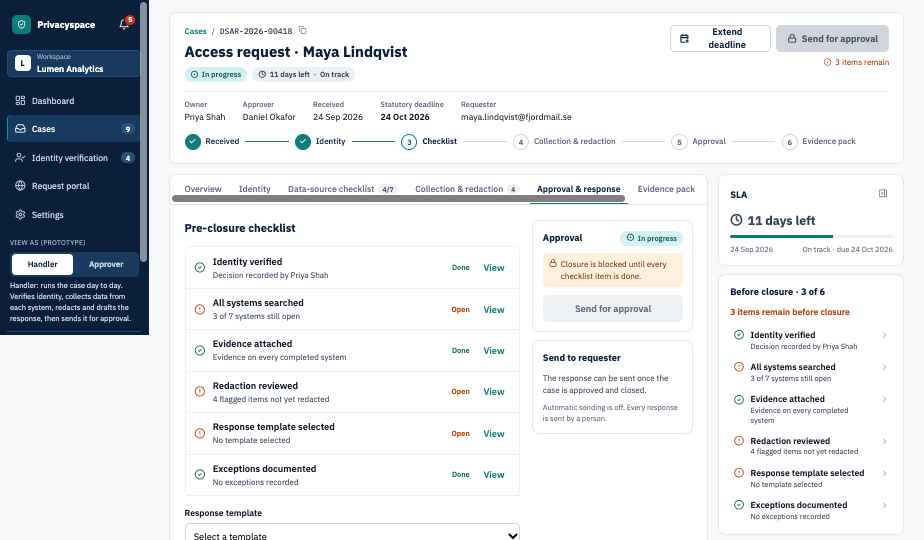 Privacyspace
5
L
Workspace
Lumen Analytics
Dashboard
Cases 9
Identity verification 4
Request portal
Settings
VIEW AS (PROTOTYPE)
Handler Approver
Handler: runs the case day to day.
Verifies identity, collects data from
each system, redacts and drafts the
response, then sends it for approval.
Cases / DSAR-2026-00418
Access request · Maya Lindqvist
In progress
11 days left · On track
Extend
deadline
Send for approval
3 items remain
Owner
Priya Shah
Approver
Daniel Okafor
Received
24 Sep 2026
Statutory deadline
24 Oct 2026
Requester
maya.lindqvist@fjordmail.se
Received
Identity
3 Checklist
4 Collection & redaction
5 Approval
6 Evidence pack
Overview
Identity
Data-source checklist 4/7
Collection & redaction 4
Approval & response
Evidence pack
Pre-closure checklist
Identity verified
Decision recorded by Priya Shah
Done View
All systems searched
3 of 7 systems still open
Open View
Evidence attached
Evidence on every completed system
Done View
Redaction reviewed
4 flagged items not yet redacted
Open View
Response template selected
No template selected
Open View
Exceptions documented
No exceptions recorded
Done View
Response template
Select a template
Approval
In progress
Closure is blocked until every
checklist item is done.
Send for approval
Send to requester
The response can be sent once the
case is approved and closed.
Automatic sending is off. Every response
is sent by a person.
SLA
11 days left
24 Sep 2026
On track · due 24 Oct 2026
Before closure · 3 of 6
3 items remain before closure
Identity verified
Decision recorded by Priya Shah
All systems searched
3 of 7 systems still open
Evidence attached
Evidence on every completed
system
Redaction reviewed
4 flagged items not yet redacted
Response template selected
No template selected
Exceptions documented
No exceptions recorded